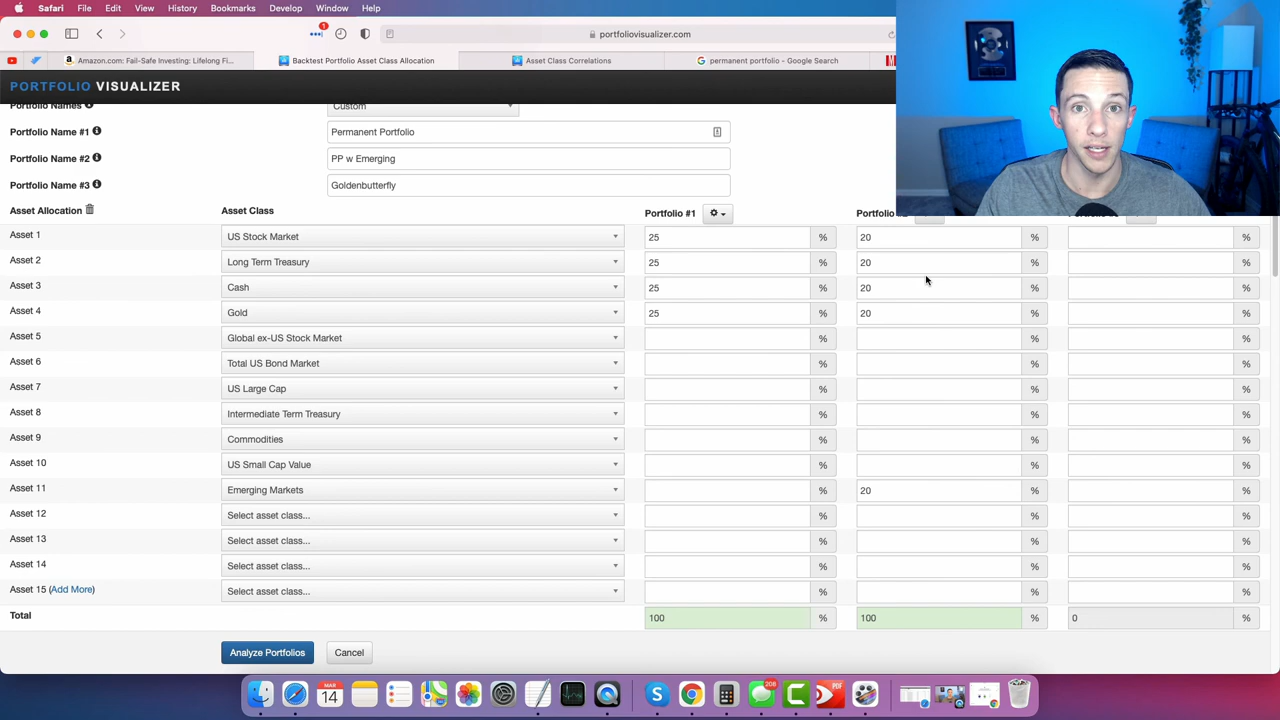 Safari File Edit View History Bookmarks Develop Window Help
1
portfoliovisualizer.com
Amazon.com: Fail-Safe Investing: Lifelong Fi... Backtest Portfolio Asset Class Allocation Asset Class Correlations permanent portfolio - Google Search
PORTFOLIO VISUALIZER
Portfolio Names Custom
Portfolio Name #1 Permanent Portfolio
Portfolio Name #2 PP w Emerging
Portfolio Name #3 Goldenbutterfly
Asset Allocation Asset Class Portfolio #1
Asset 1 US Stock Market 25 % 20 % %
Asset 2 Long Term Treasury 25 % 20 % %
Asset 3 Cash 25 % 20 % %
Asset 4 Gold 25 % 20 % %
Asset 5 Global ex-US Stock Market % % %
Asset 6 Total US Bond Market % % %
Asset 7 US Large Cap % % %
Asset 8 Intermediate Term Treasury % % %
Asset 9 Commodities % % %
Asset 10 US Small Cap Value % % %
Asset 11 Emerging Markets % 20 % %
Asset 12 Select asset class... % % %
Asset 13 Select asset class... % % %
Asset 14 Select asset class... % % %
Asset 15 (Add More) Select asset class... % % %
Total 100 % 100 % 0 %
Analyze Portfolios Cancel
MAR
14
208
PDF